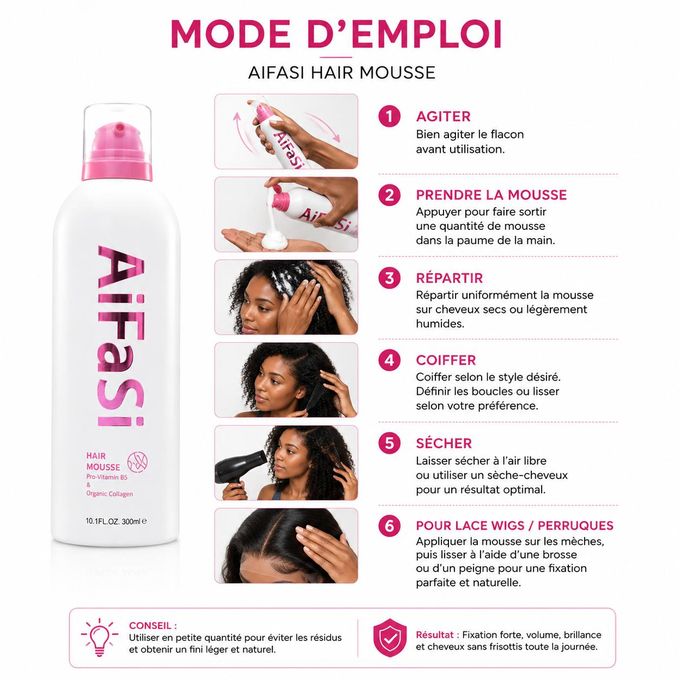 MODE D'EMPLOI
AIFASI HAIR MOUSSE
AiFaSi
HAIR
MOUSSE
Pro-Vitamin B5
&
Organic Collagen
10.1FL.OZ. 300ml e
AiFaSi
AiFaSi
1 AGITER
Bien agiter le flacon
avant utilisation.
2 PRENDRE LA MOUSSE
Appuyer pour faire sortir
une quantité de mousse
dans la paume de la main.
3 RÉPARTIR
Répartir uniformément la mousse
sur cheveux secs ou légèrement
humides.
4 COIFFER
Coiffer selon le style désiré.
Définir les boucles ou lisser
selon votre préférence.
5 SÉCHER
Laisser sécher à l'air libre
ou utiliser un sèche-cheveux
pour un résultat optimal.
6 POUR LACE WIGS / PERRUQUES
Appliquer la mousse sur les mèches,
puis lisser à l'aide d'une brosse
ou d'un peigne pour une fixation
parfaite et naturelle.
CONSEIL :
Utiliser en petite quantité pour éviter les résidus
et obtenir un fini léger et naturel.
Résultat : Fixation forte, volume, brillance
et cheveux sans frisottis toute la journée.